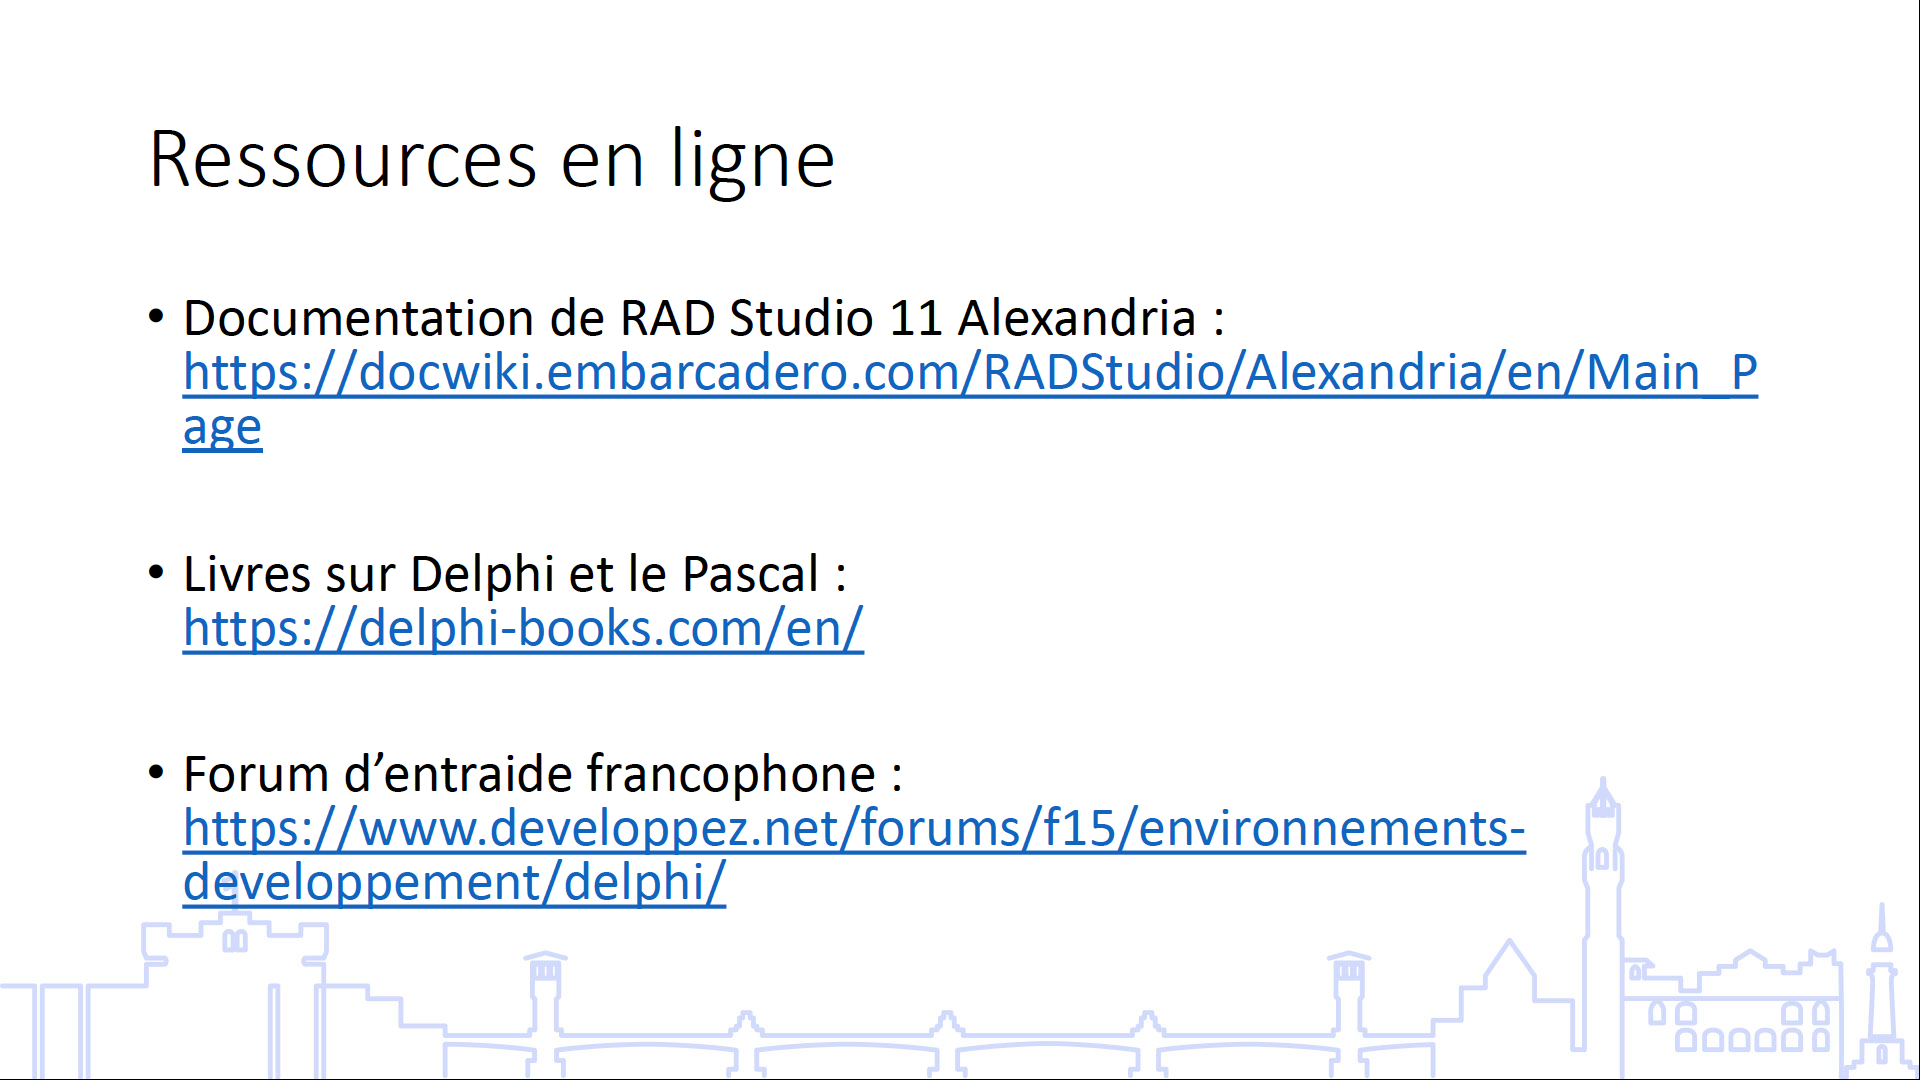 Ressources en ligne
• Documentation de RAD Studio 11 Alexandria :
https://docwiki.embarcadero.com/RADStudio/Alexandria/en/Main_P
age
• Livres sur Delphi et le Pascal :
https://delphi-books.com/en/
• Forum d’entraide francophone :
https://www.developpez.net/forums/f15/environnements-
developpement/delphi/